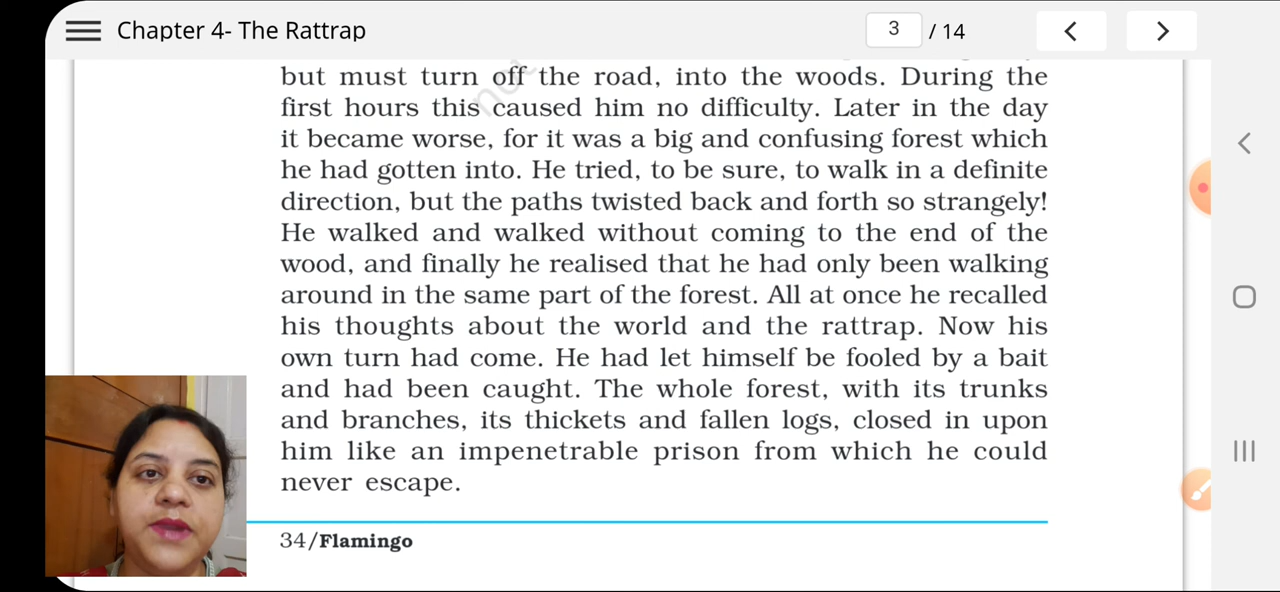 Chapter 4- The Rattrap
3 / 14
but must turn off the road, into the woods. During the
first hours this caused him no difficulty. Later in the day
it became worse, for it was a big and confusing forest which
he had gotten into. He tried, to be sure, to walk in a definite
direction, but the paths twisted back and forth so strangely!
He walked and walked without coming to the end of the
wood, and finally he realised that he had only been walking
around in the same part of the forest. All at once he recalled
his thoughts about the world and the rattrap. Now his
own turn had come. He had let himself be fooled by a bait
and had been caught. The whole forest, with its trunks
and branches, its thickets and fallen logs, closed in upon
him like an impenetrable prison from which he could
never escape.
34/Flamingo